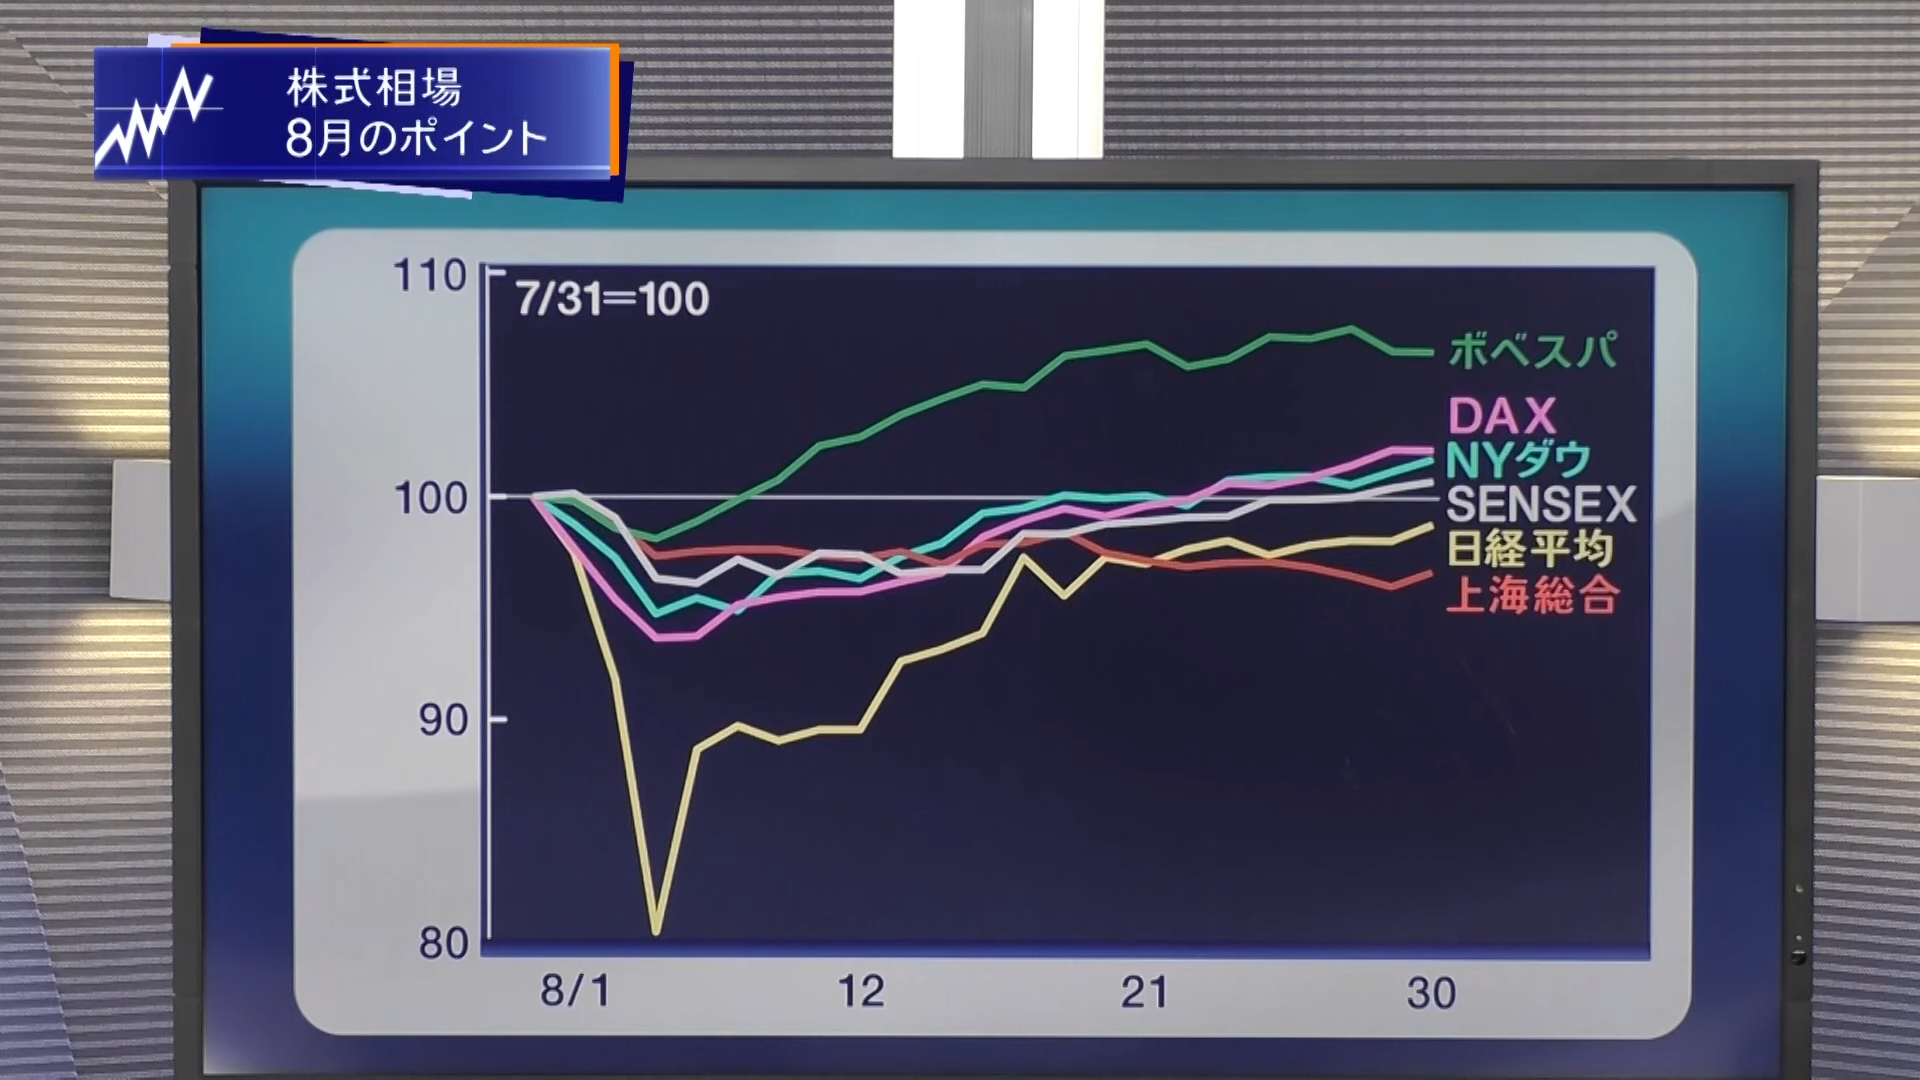 株式相場
8月のポイント
110
7/31=100
ボベスパ
DAX
NYダウ
100
SENSEX
日経平均
上海総合
90
80
8/1
12
21
30